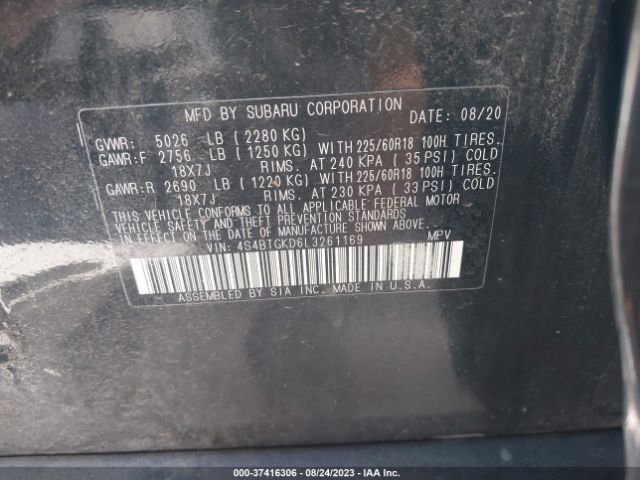 MFD BY SUBARU CORPORATION DATE: 08/20
GVWR: 5026 LB (2280 KG)
GAWR:F 2756 LB (1250 KG) WITH 225/60R18 100H TIRES.
18X7J RIMS. AT 240 KPA (35 PSI) COLD
GAWR:R 2690 LB (1220 KG) WITH 225/60R18 100H TIRES.
18X7J RIMS. AT 230 KPA (33 PSI) COLD
THIS VEHICLE CONFORMS TO ALL APPLICABLE FEDERAL MOTOR
VEHICLE SAFETY AND THEFT PREVENTION STANDARDS
IN EFFECT ON THE DATE OF MANUFACTURE SHOWN ABOVE.
VIN: 4S4BTGKD6L3261169 MPV
ASSEMBLED BY SIA INC. MADE IN U.S.A.
000-37416306 - 08/24/2023 - IAA Inc.